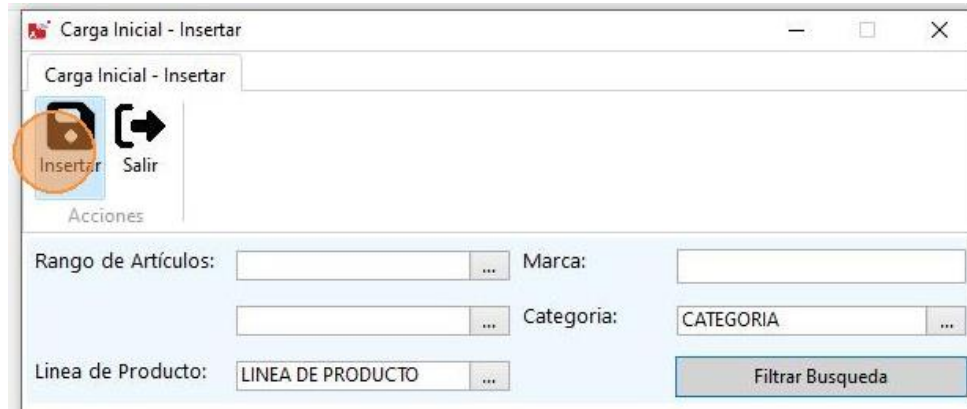 Carga Inicial - Insertar
Carga Inicial - Insertar
Insertar Salir
Acciones
Rango de Artículos: ... Marca:
... Categoria: CATEGORIA ...
Linea de Producto: LINEA DE PRODUCTO ... Filtrar Busqueda